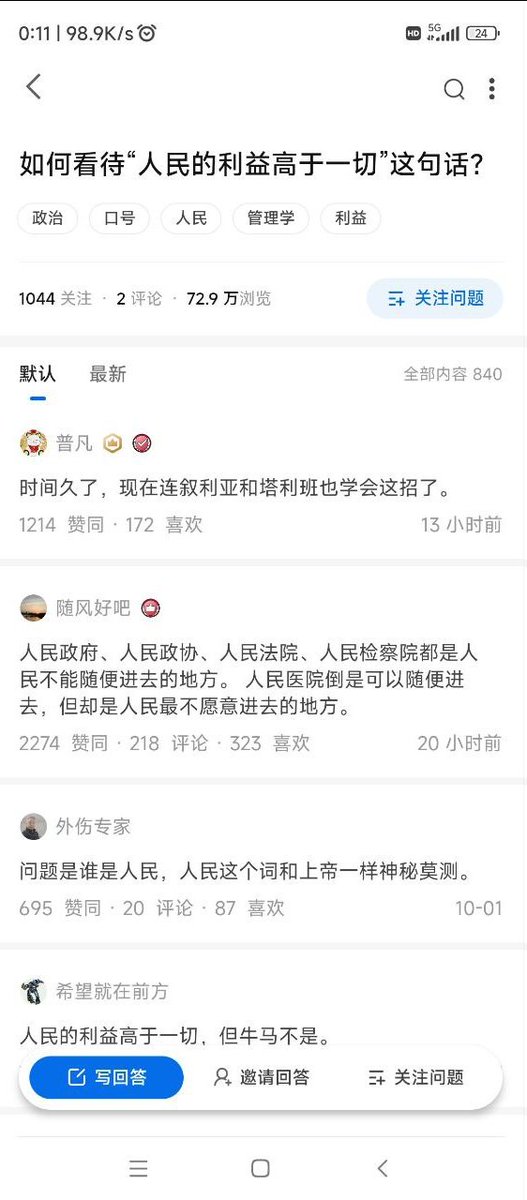 0:11 | 98.9K/s
HD 5G 24
如何看待“人民的利益高于一切”这句话？
政治 口号 人民 管理学 利益
1044 关注 · 2 评论 · 72.9 万浏览
关注问题
默认 最新 全部内容 840
普凡
时间久了，现在连叙利亚和塔利班也学会这招了。
1214 赞同 · 172 喜欢 13 小时前
随风好吧
人民政府、人民政协、人民法院、人民检察院都是人
民不能随便进去的地方。 人民医院倒是可以随便进
去，但却是人民最不愿意进去的地方。
2274 赞同 · 218 评论 · 323 喜欢 20 小时前
外伤专家
问题是谁是人民，人民这个词和上帝一样神秘莫测。
695 赞同 · 20 评论 · 87 喜欢 10-01
希望就在前方
人民的利益高于一切，但牛马不是。
写回答 邀请回答 关注问题